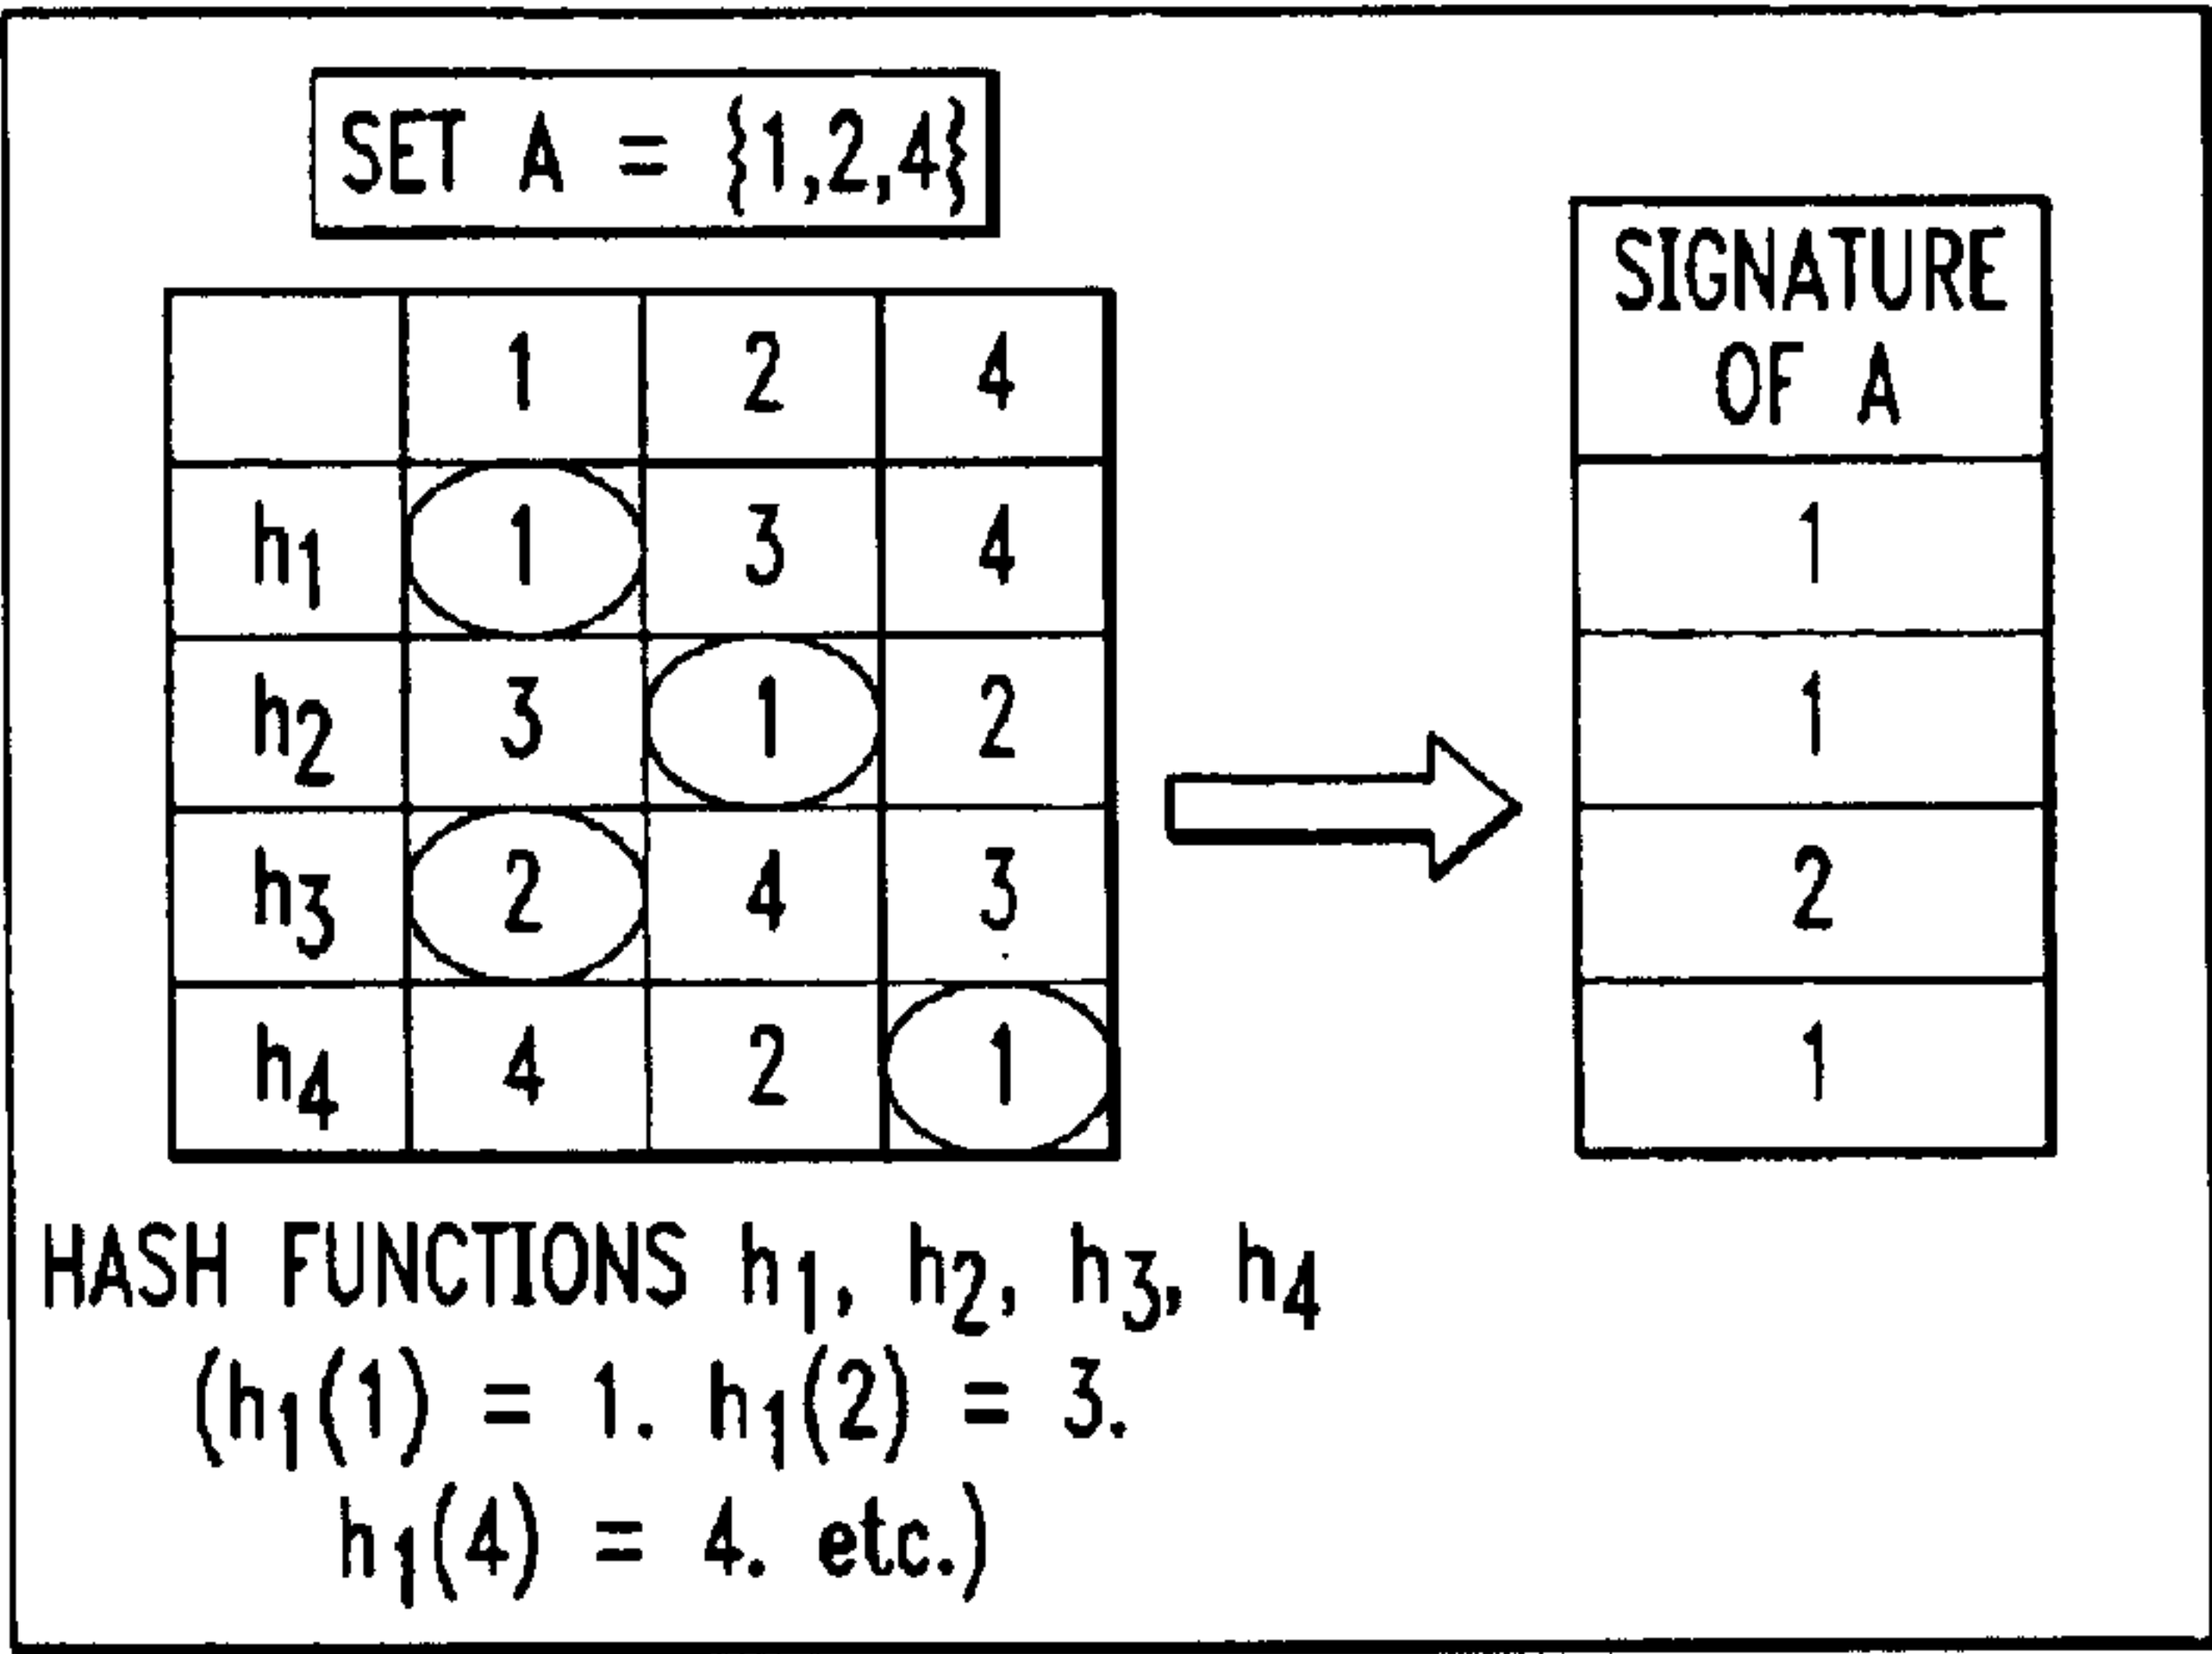 SET A = {1,2,4}
1 2 4
h1 1 3 4
h2 3 1 2
h3 2 4 3
h4 4 2 1
SIGNATURE
OF A
1
1
2
1
HASH FUNCTIONS h1, h2, h3, h4
(h1(1) = 1. h1(2) = 3.
h1(4) = 4. etc.)